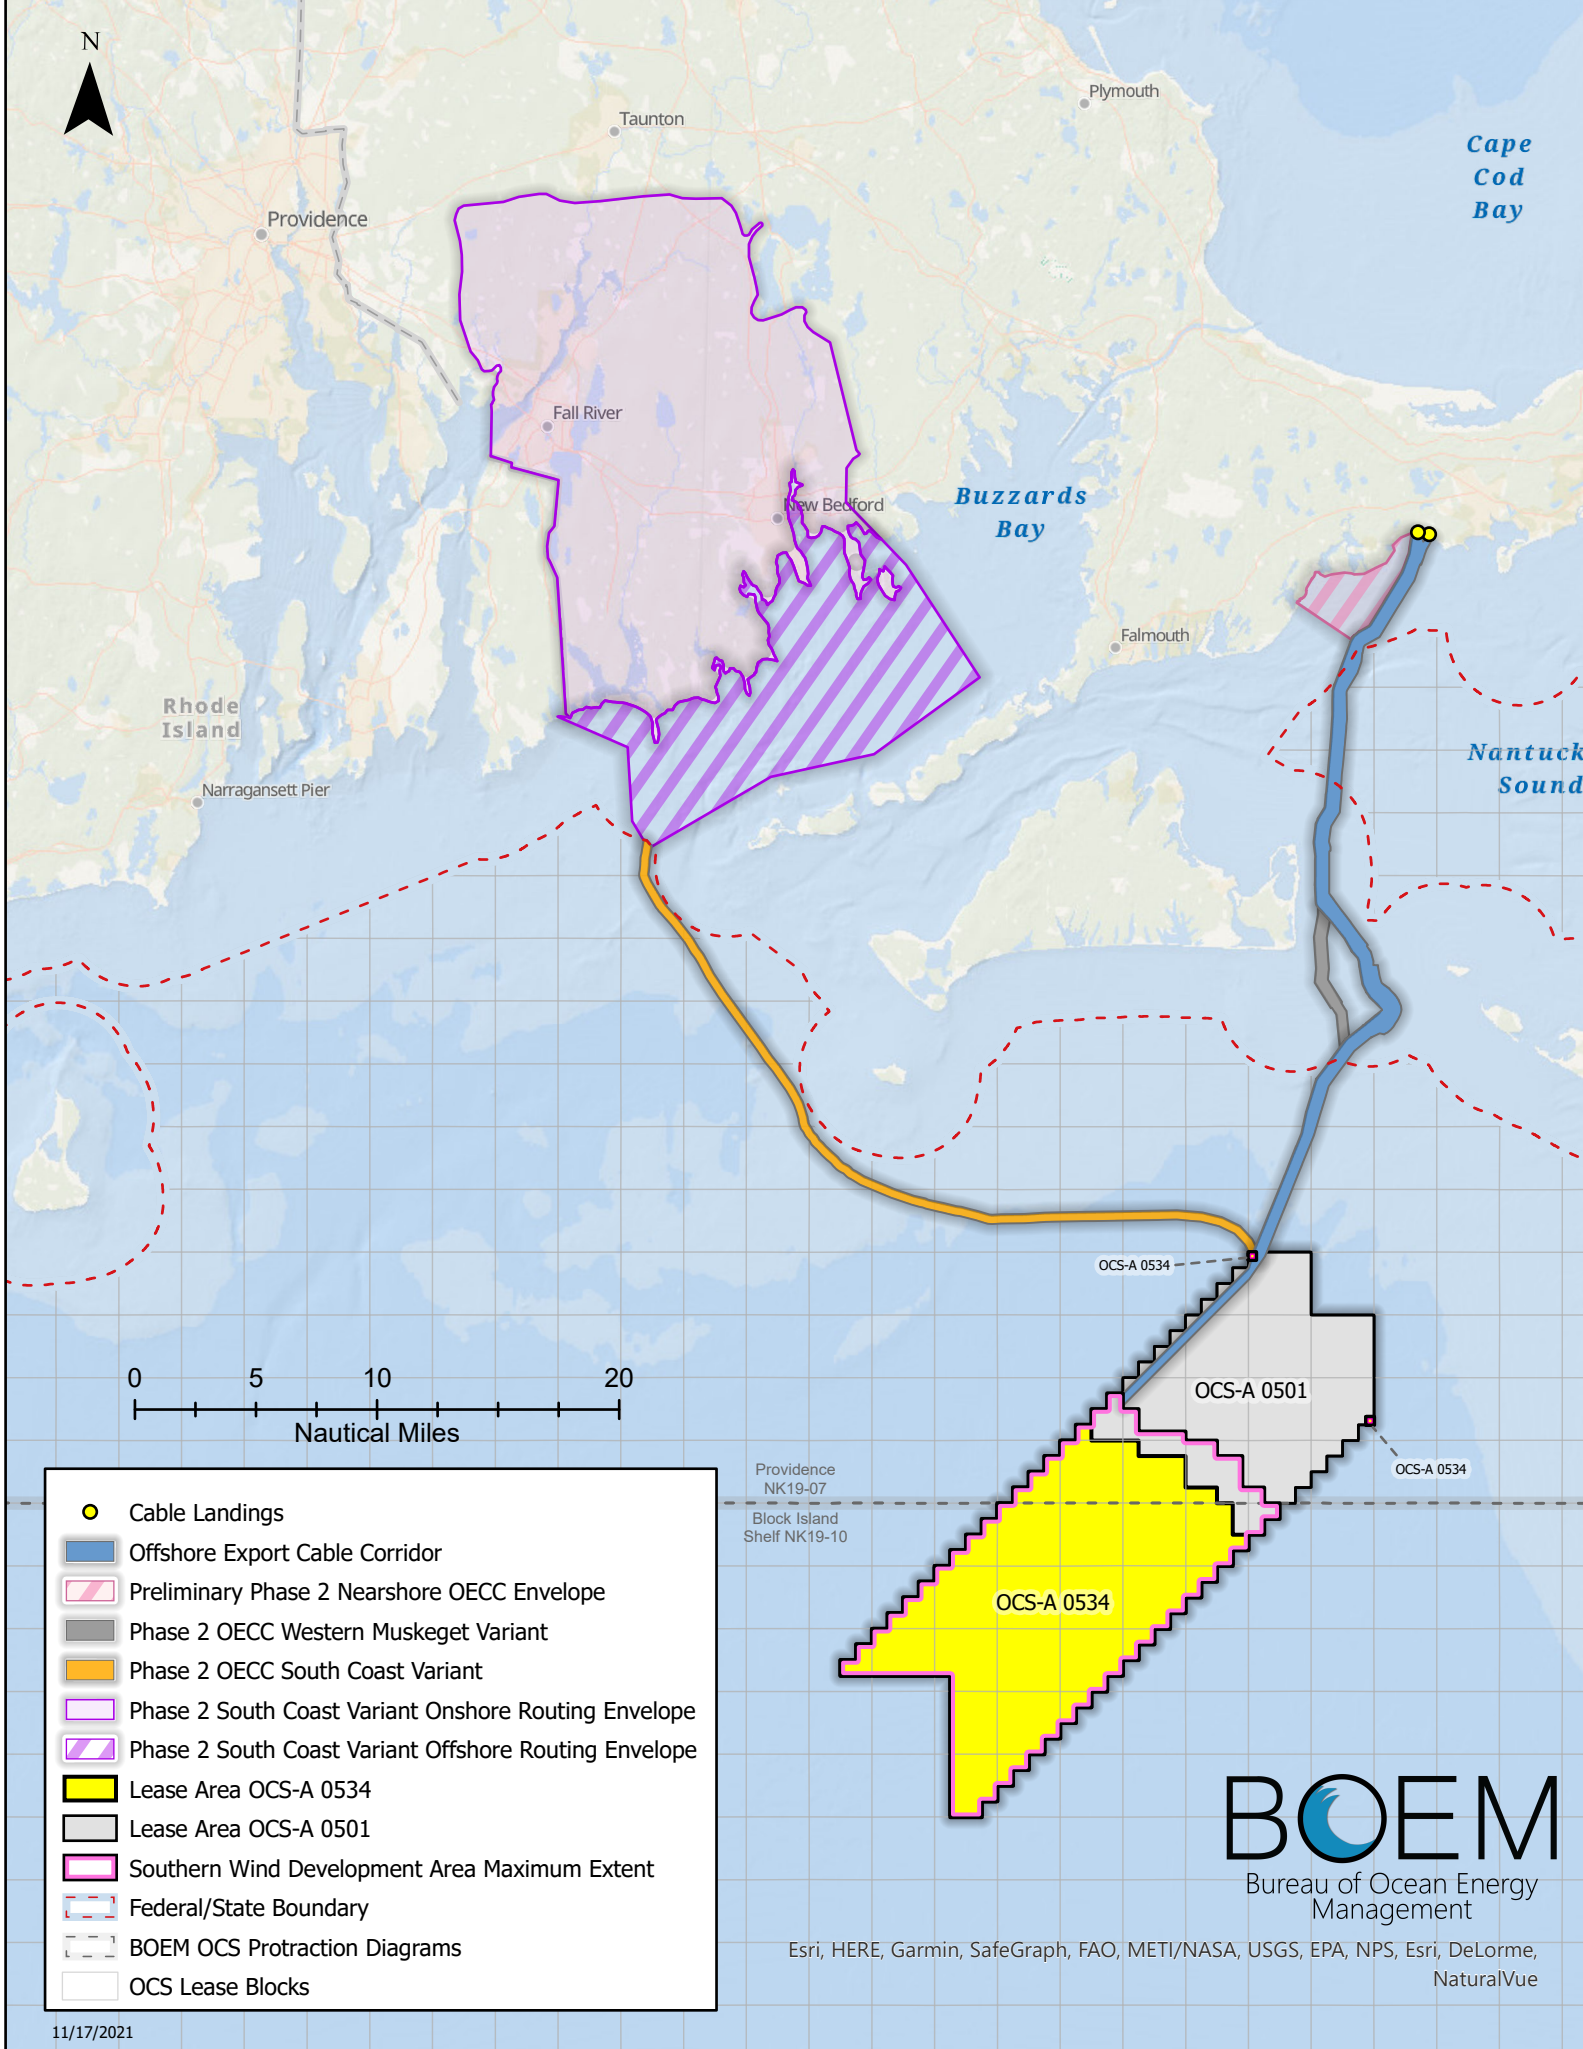 N
Plymouth
Taunton
Cape
Cod
Bay
Providence
Fall River
New Bedford
Buzzards
Bay
Falmouth
Rhode
Island
Nantuck
Sound
Narragansett Pier
OCS-A 0534
OCS-A 0501
OCS-A 0534
OCS-A 0534
0 5 10 20
Nautical Miles
Providence
NK19-07
Block Island
Shelf NK19-10
Cable Landings
Offshore Export Cable Corridor
Preliminary Phase 2 Nearshore OECC Envelope
Phase 2 OECC Western Muskeget Variant
Phase 2 OECC South Coast Variant
Phase 2 South Coast Variant Onshore Routing Envelope
Phase 2 South Coast Variant Offshore Routing Envelope
Lease Area OCS-A 0534
Lease Area OCS-A 0501
Southern Wind Development Area Maximum Extent
Federal/State Boundary
BOEM OCS Protraction Diagrams
OCS Lease Blocks
BOEM
Bureau of Ocean Energy
Management
Esri, HERE, Garmin, SafeGraph, FAO, METI/NASA, USGS, EPA, NPS, Esri, DeLorme,
NaturalVue
11/17/2021